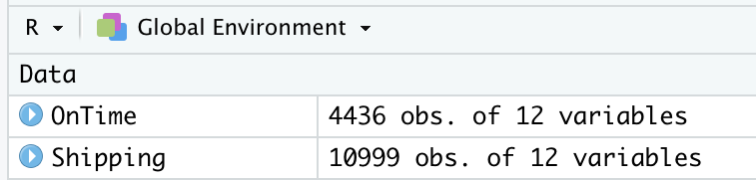 R Global Environment
Data
OnTime 4436 obs. of 12 variables
Shipping 10999 obs. of 12 variables